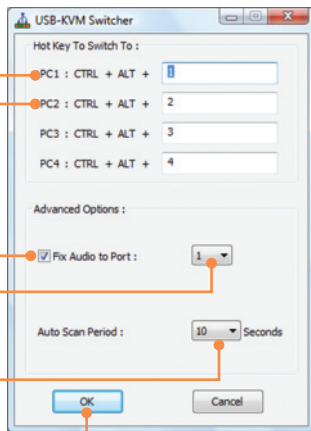 USB-KVM Switcher
Hot Key To Switch To :
PC1 : CTRL + ALT + 1
PC2 : CTRL + ALT + 2
PC3 : CTRL + ALT + 3
PC4 : CTRL + ALT + 4
Advanced Options :
Fix Audio to Port : 1
Auto Scan Period : 10 Seconds
OK Cancel